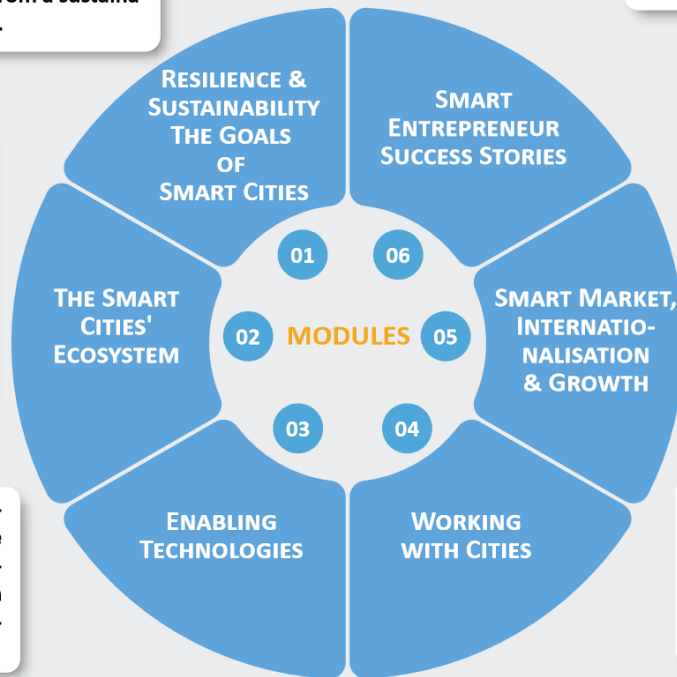 .
RESILIENCE &
SUSTAINABILITY
THE GOALS
OF
SMART CITIES
SMART
ENTREPRENEUR
SUCCESS STORIES
01
06
THE SMART
CITIES'
ECOSYSTEM
02
MODULES
05
SMART MARKET,
INTERNATIO-
NALISATION
& GROWTH
03
04
ENABLING
TECHNOLOGIES
WORKING
WITH CITIES